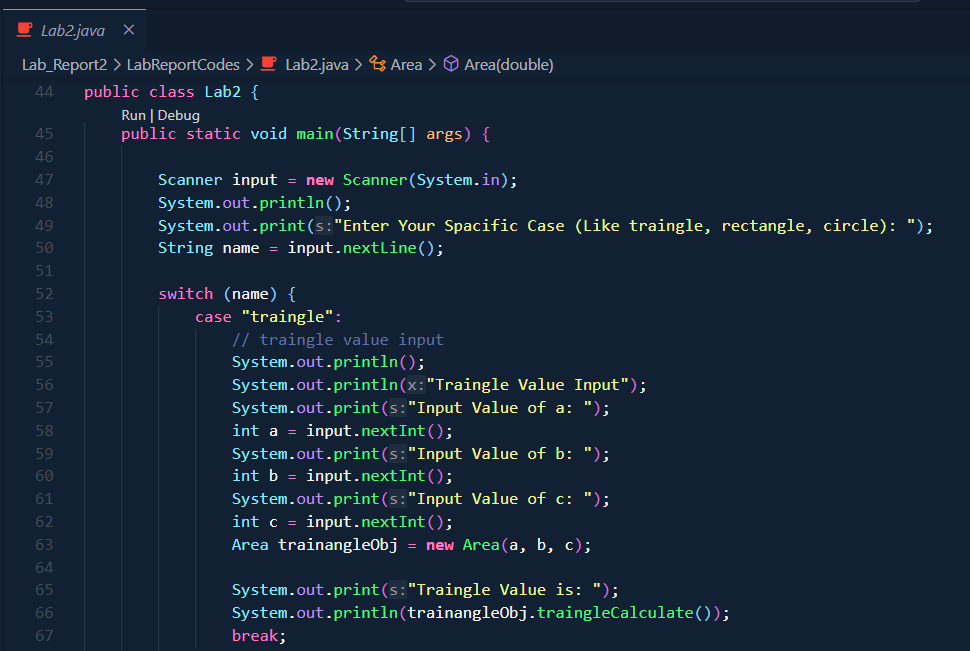 Lab2.java ×
Lab_Report2 > LabReportCodes > Lab2.java > Area > Area(double)
44 public class Lab2 {
Run | Debug
45 public static void main(String[] args) {
46
47 Scanner input = new Scanner(System.in);
48 System.out.println();
49 System.out.print(s:"Enter Your Spacific Case (Like traingle, rectangle, circle): ");
50 String name = input.nextLine();
51
52 switch (name) {
53 case "traingle":
54 // traingle value input
55 System.out.println();
56 System.out.println(x:"Traingle Value Input");
57 System.out.print(s:"Input Value of a: ");
58 int a = input.nextInt();
59 System.out.print(s:"Input Value of b: ");
60 int b = input.nextInt();
61 System.out.print(s:"Input Value of c: ");
62 int c = input.nextInt();
63 Area trainangleObj = new Area(a, b, c);
64
65 System.out.print(s:"Traingle Value is: ");
66 System.out.println(trainangleObj.traingleCalculate());
67 break;